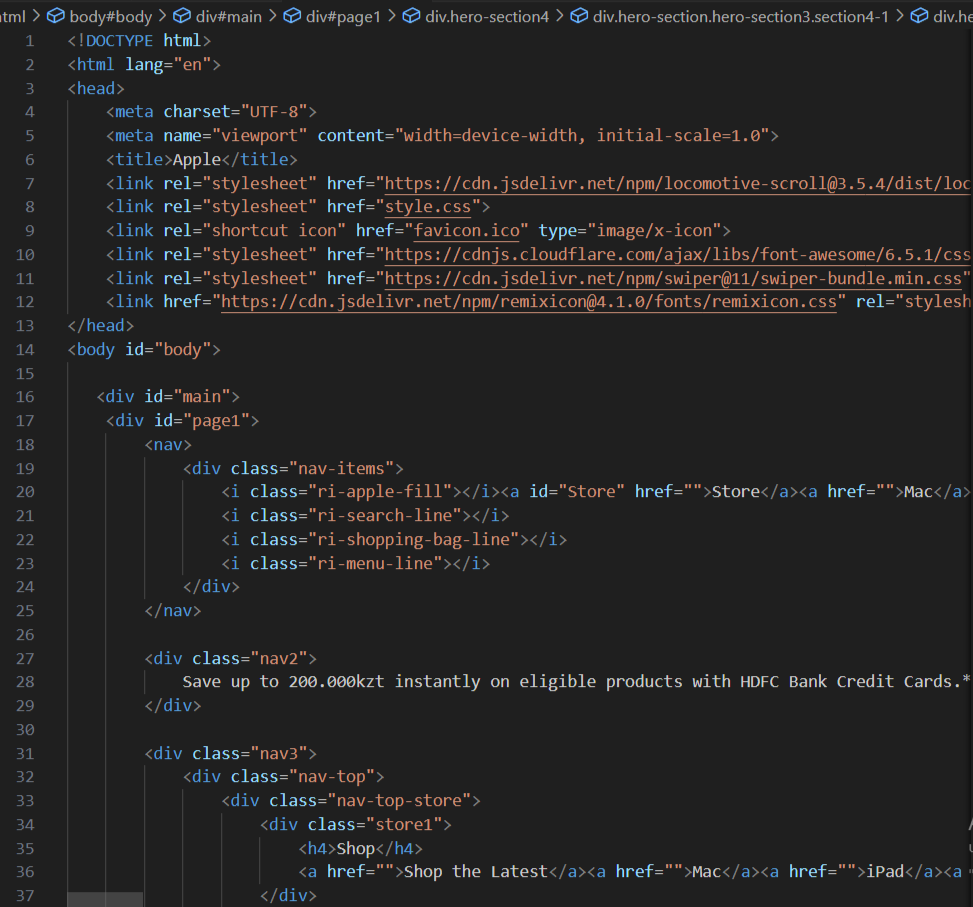 html > body#body > div#main > div#page1 > div.hero-section4 > div.hero-section.hero-section3.section4-1 > div.he
1 <!DOCTYPE html>
2 <html lang="en">
3 <head>
4 <meta charset="UTF-8">
5 <meta name="viewport" content="width=device-width, initial-scale=1.0">
6 <title>Apple</title>
7 <link rel="stylesheet" href="https://cdn.jsdelivr.net/npm/locomotive-scroll@3.5.4/dist/loc
8 <link rel="stylesheet" href="style.css">
9 <link rel="shortcut icon" href="favicon.ico" type="image/x-icon">
10 <link rel="stylesheet" href="https://cdnjs.cloudflare.com/ajax/libs/font-awesome/6.5.1/css
11 <link rel="stylesheet" href="https://cdn.jsdelivr.net/npm/swiper@11/swiper-bundle.min.css"
12 <link href="https://cdn.jsdelivr.net/npm/remixicon@4.1.0/fonts/remixicon.css" rel="stylesh
13 </head>
14 <body id="body">
15
16 <div id="main">
17 <div id="page1">
18 <nav>
19 <div class="nav-items">
20 <i class="ri-apple-fill"></i><a id="Store" href="">Store</a><a href="">Mac</a>
21 <i class="ri-search-line"></i>
22 <i class="ri-shopping-bag-line"></i>
23 <i class="ri-menu-line"></i>
24 </div>
25 </nav>
26
27 <div class="nav2">
28 Save up to 200.000kzt instantly on eligible products with HDFC Bank Credit Cards.*
29 </div>
30
31 <div class="nav3">
32 <div class="nav-top">
33 <div class="nav-top-store">
34 <div class="store1">
35 <h4>Shop</h4>
36 <a href="">Shop the Latest</a><a href="">Mac</a><a href="">iPad</a><a
37 </div>